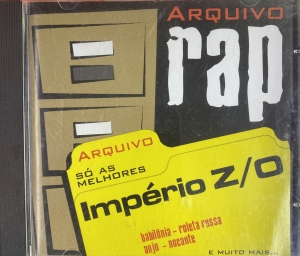 ARQUIVO
rap
ARQUIVO
SÓ AS
MELHORES
Império Z/O
babilônia - roleta russa
anjo - nocaute
E MUITO MAIS...